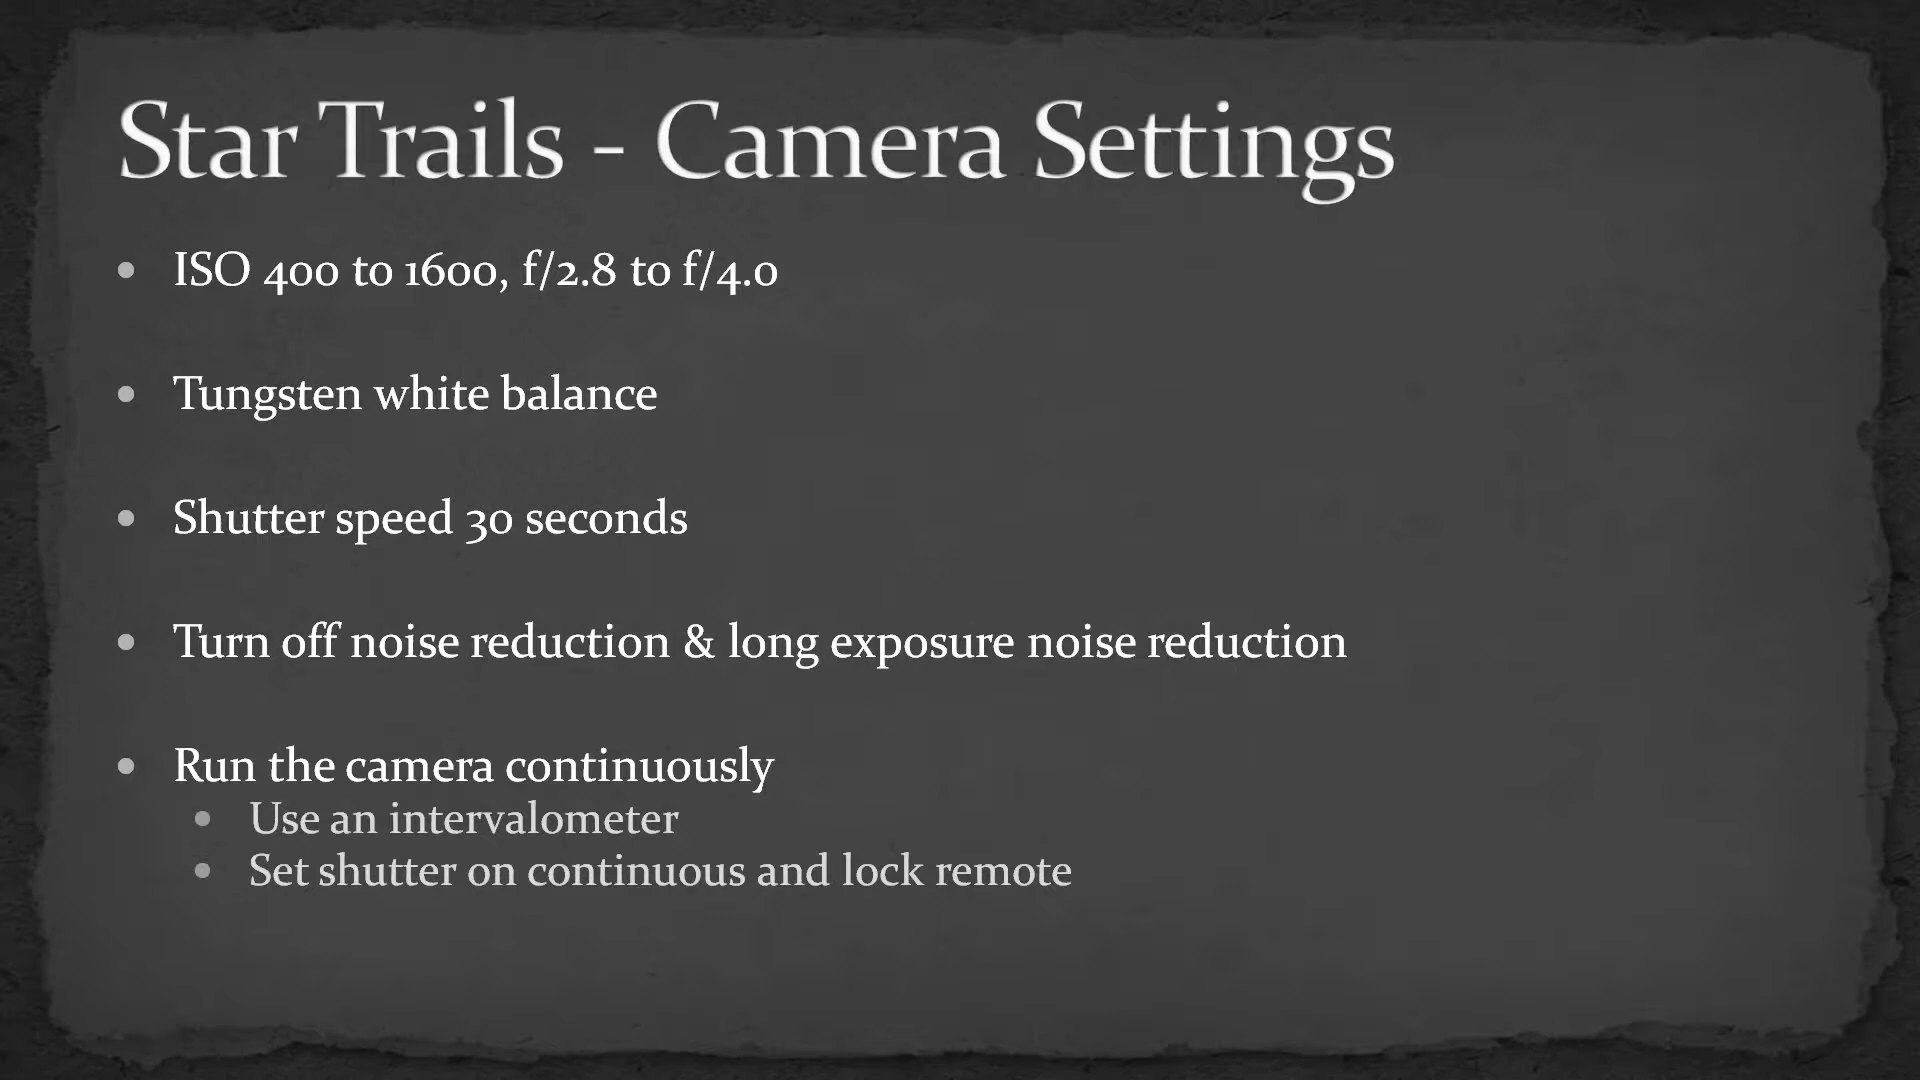 Star Trails - Camera Settings
• ISO 400 to 1600, f/2.8 to f/4.0
• Tungsten white balance
• Shutter speed 30 seconds
• Turn off noise reduction & long exposure noise reduction
• Run the camera continuously
• Use an intervalometer
• Set shutter on continuous and lock remote